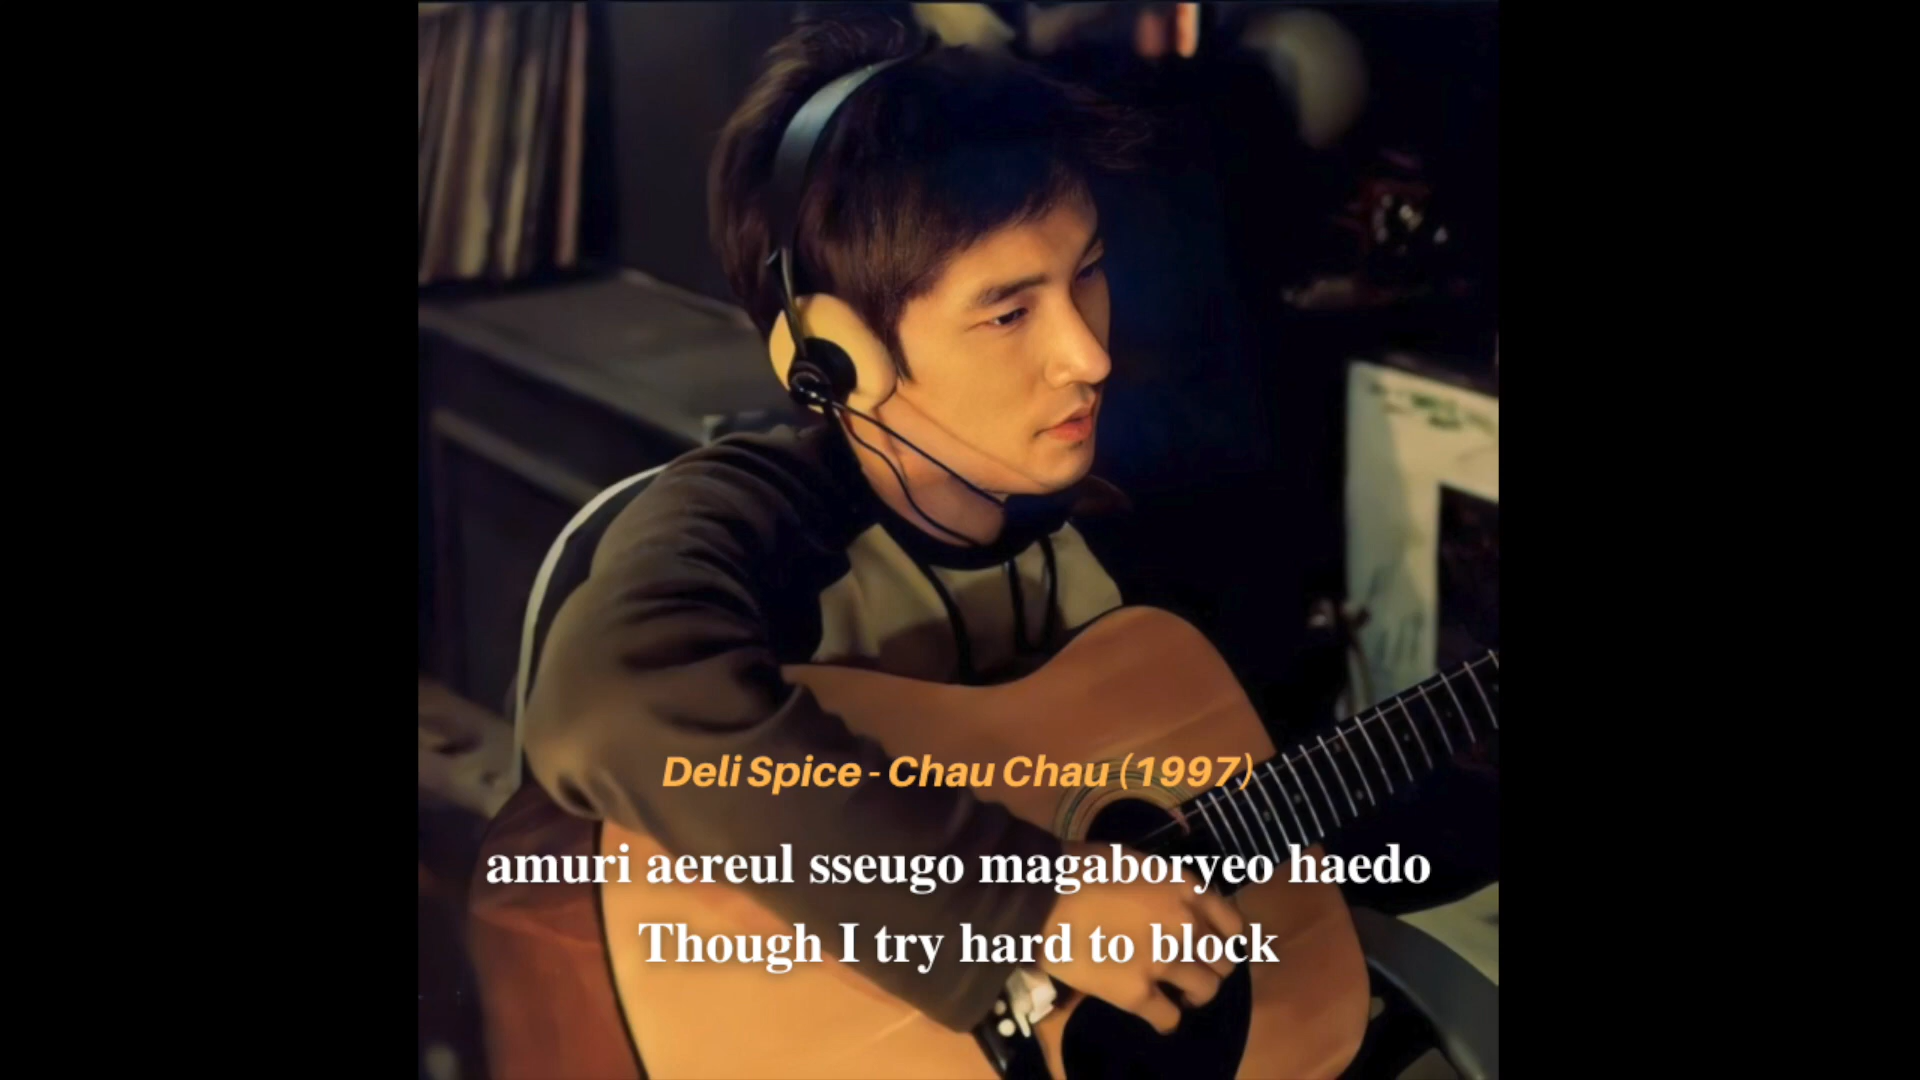 Deli Spice - Chau Chau (1997)
amuri aereul sseugo magaboryeo haedo
Though I try hard to block